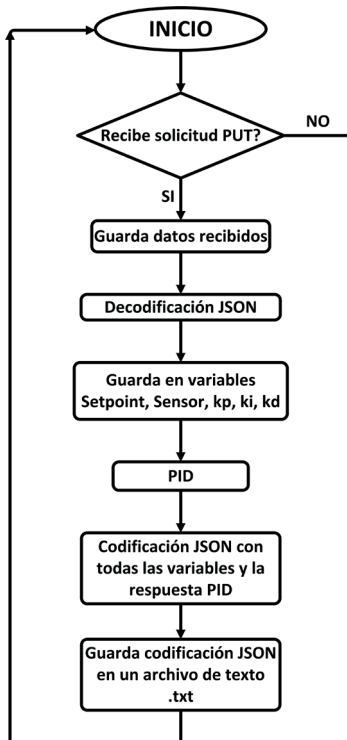 INICIO
Recibe solicitud PUT?
NO
SI
Guarda datos recibidos
Decodificación JSON
Guarda en variables
Setpoint, Sensor, kp, ki, kd
PID
Codificación JSON con
todas las variables y la
respuesta PID
Guarda codificación JSON
en un archivo de texto
.txt